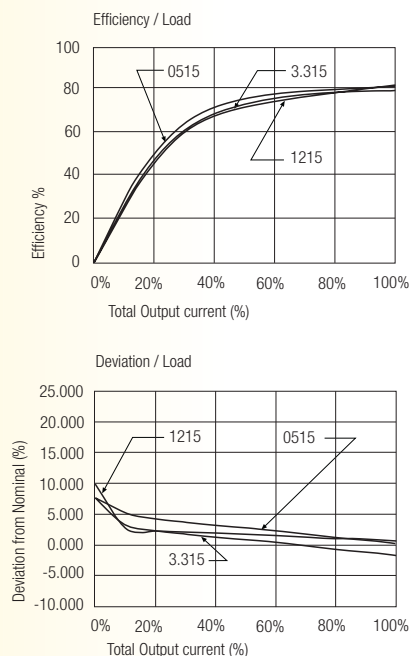 Efficiency / Load
100
80
60
40
20
0
Efficiency %
0515
3.315
1215
0% 20% 40% 60% 80% 100%
Total Output current (%)
Deviation / Load
25.000
20.000
15.000
10.000
5.000
0.000
-5.000
-10.000
Deviation from Nominal (%)
1215
0515
3.315
0% 20% 40% 60% 80% 100%
Total Output current (%)